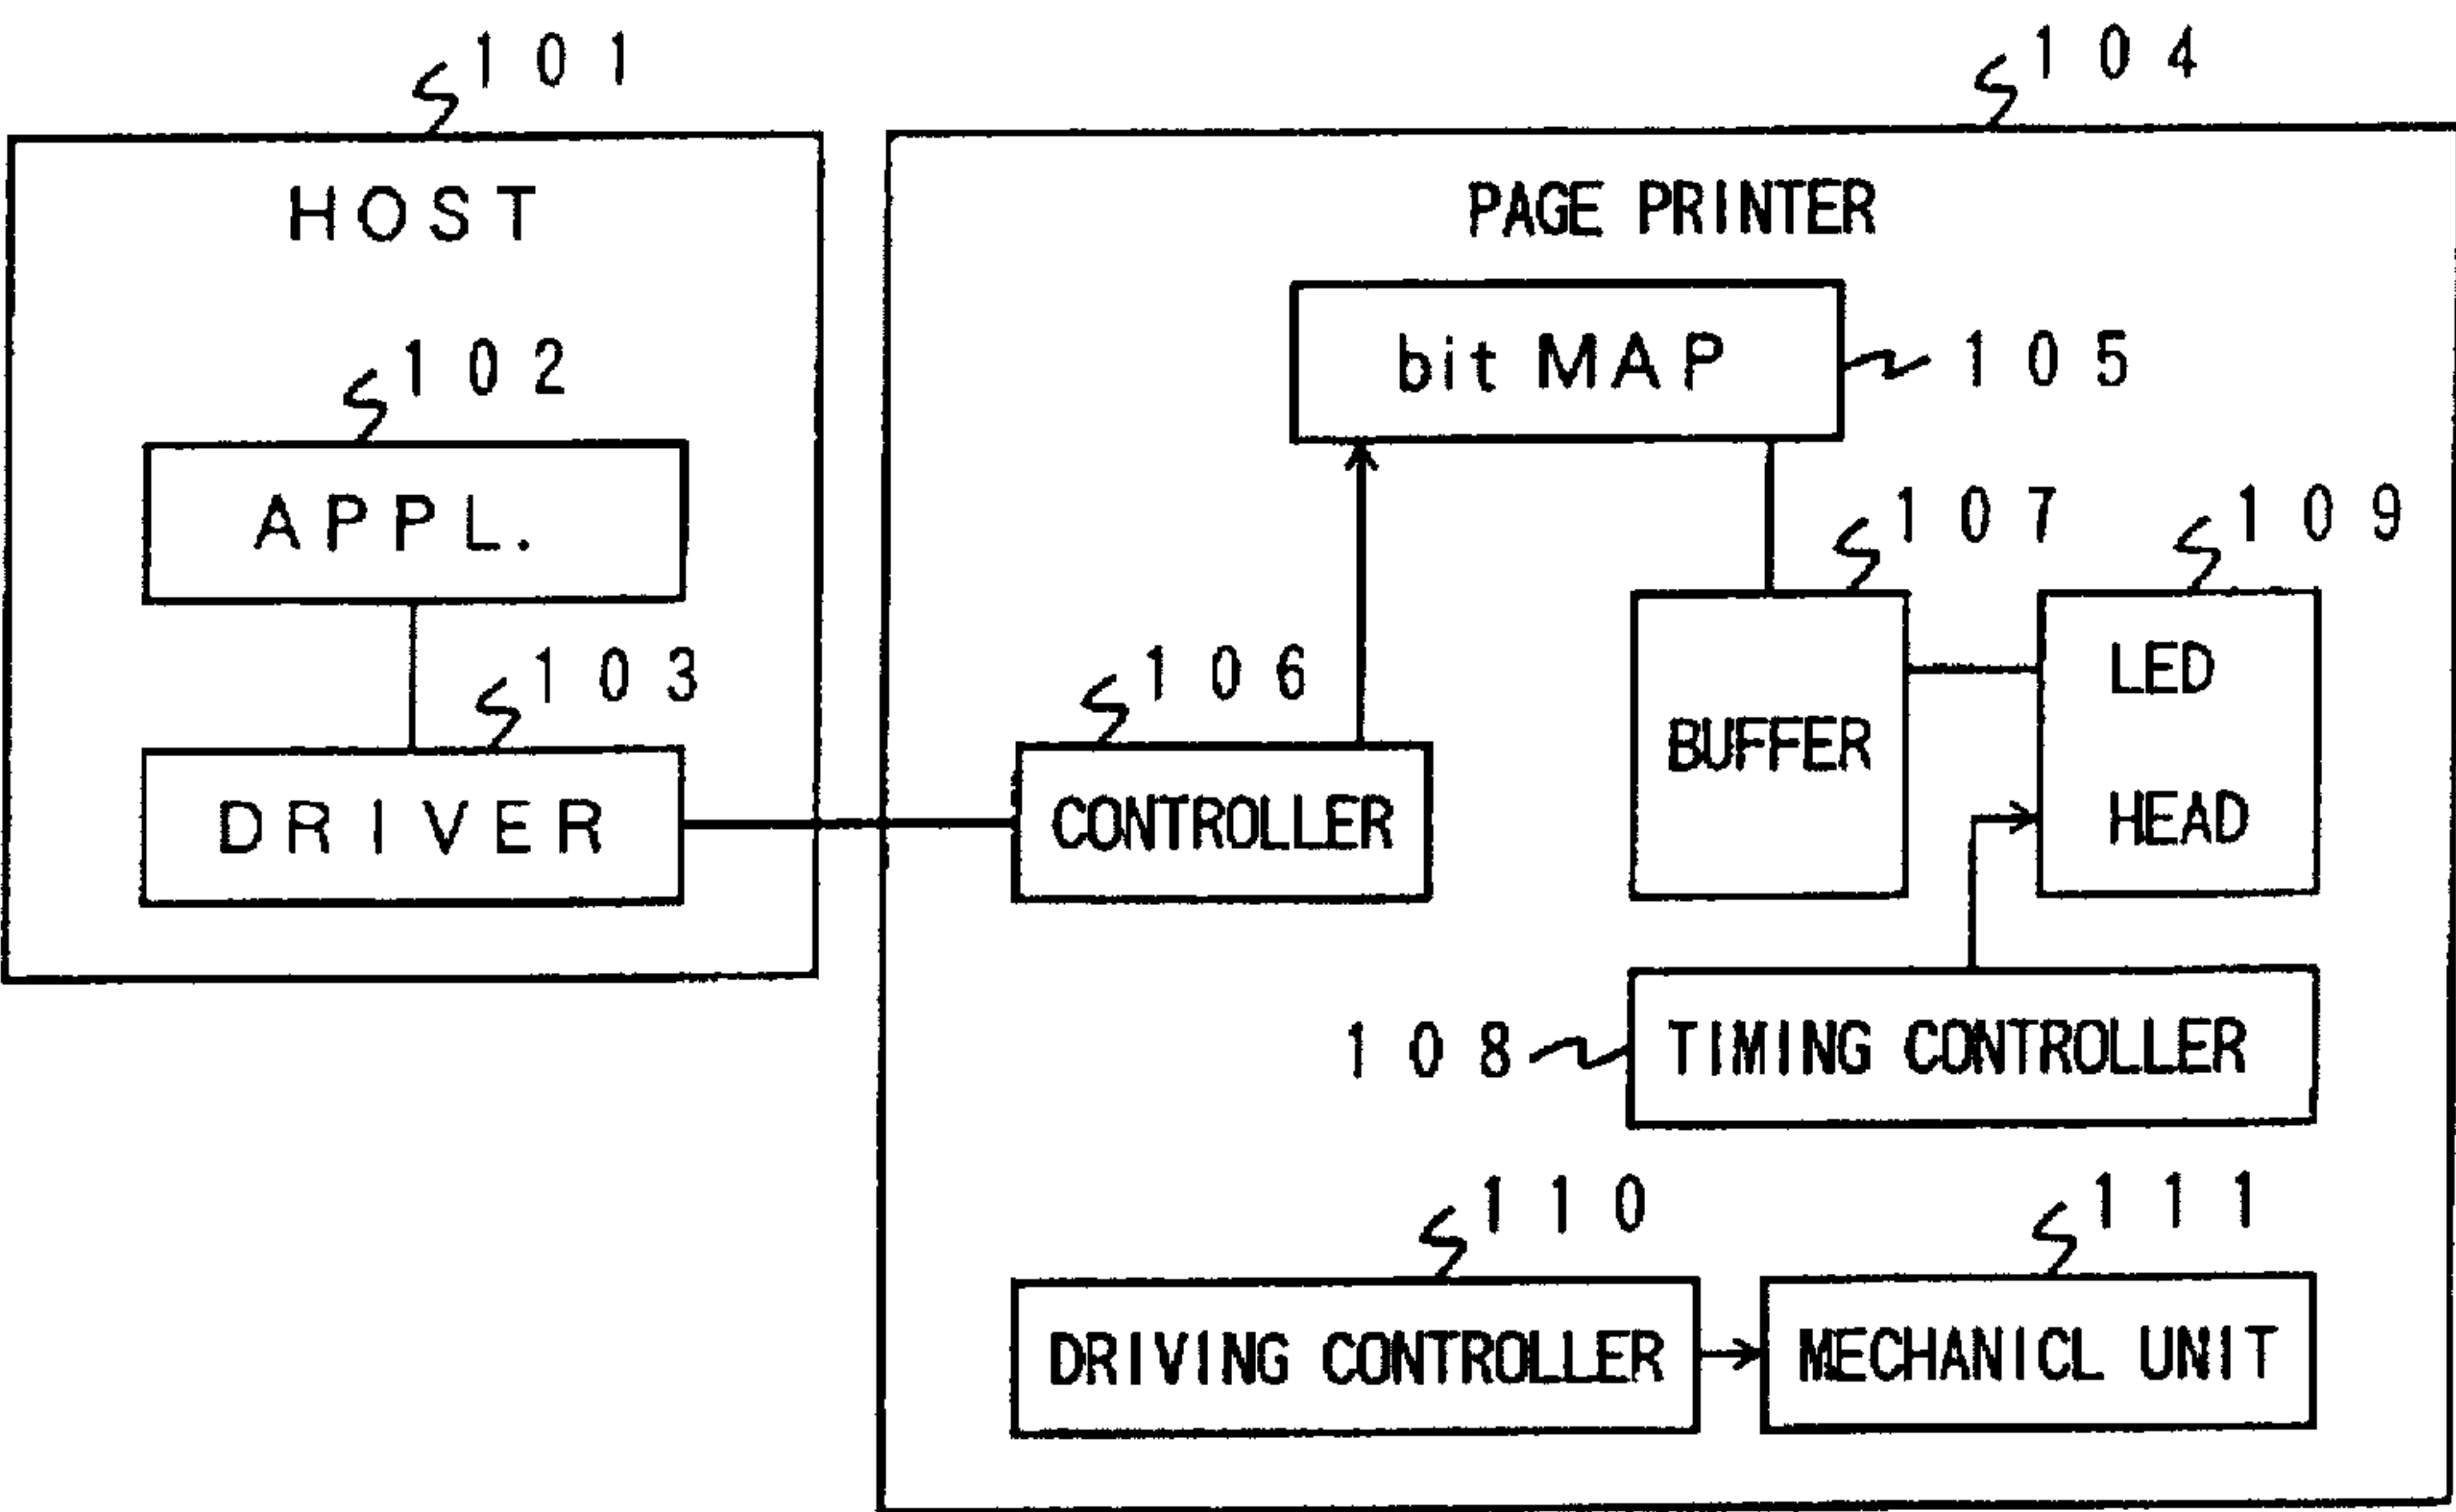 101
HOST
102
APPL.
103
DRIVER
104
PAGE PRINTER
bit MAP
105
107
109
106
LED
HEAD
BUFFER
CONTROLLER
108
TIMING CONTROLLER
110
111
DRIVING CONTROLLER
MECHANICL UNIT